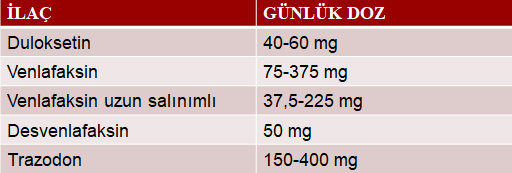 İLAÇ GÜNLÜK DOZ
Duloksetin 40-60 mg
Venlafaksin 75-375 mg
Venlafaksin uzun salınımlı 37,5-225 mg
Desvenlafaksin 50 mg
Trazodon 150-400 mg